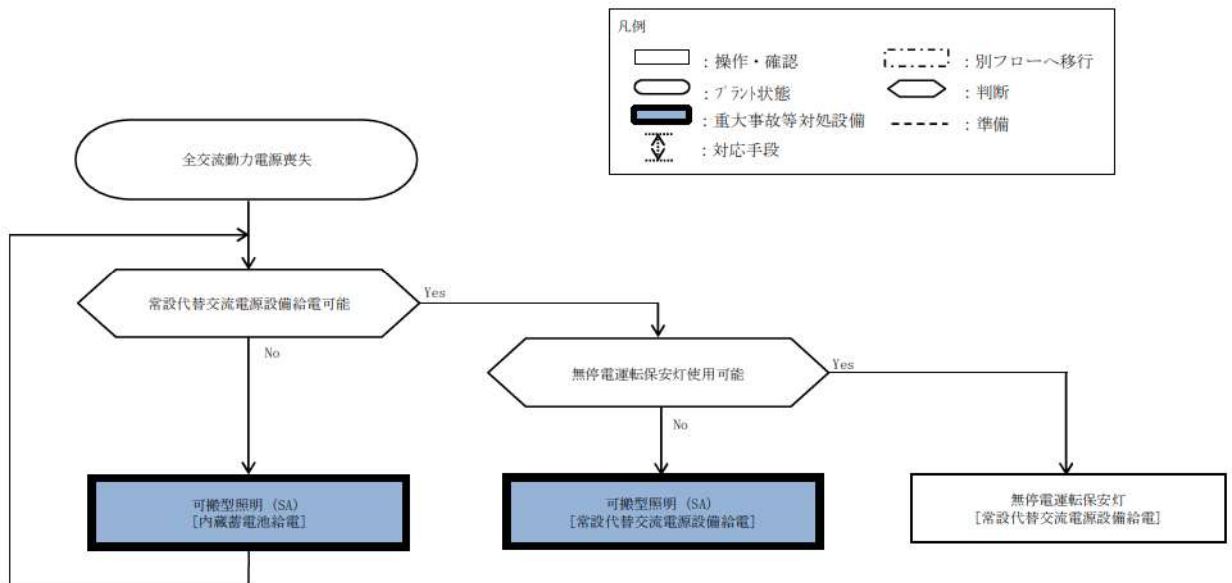 凡例
：操作・確認
：別フローへ移行
：プラント状態
：判断
：重大事故等対処設備
：準備
：対応手段
全交流動力電源喪失
常設代替交流電源設備給電可能
Yes
No
無停電運転保安灯使用可能
Yes
No
可搬型照明（SA）
［内蔵蓄電池給電］
可搬型照明（SA）
［常設代替交流電源設備給電］
無停電運転保安灯
［常設代替交流電源設備給電］